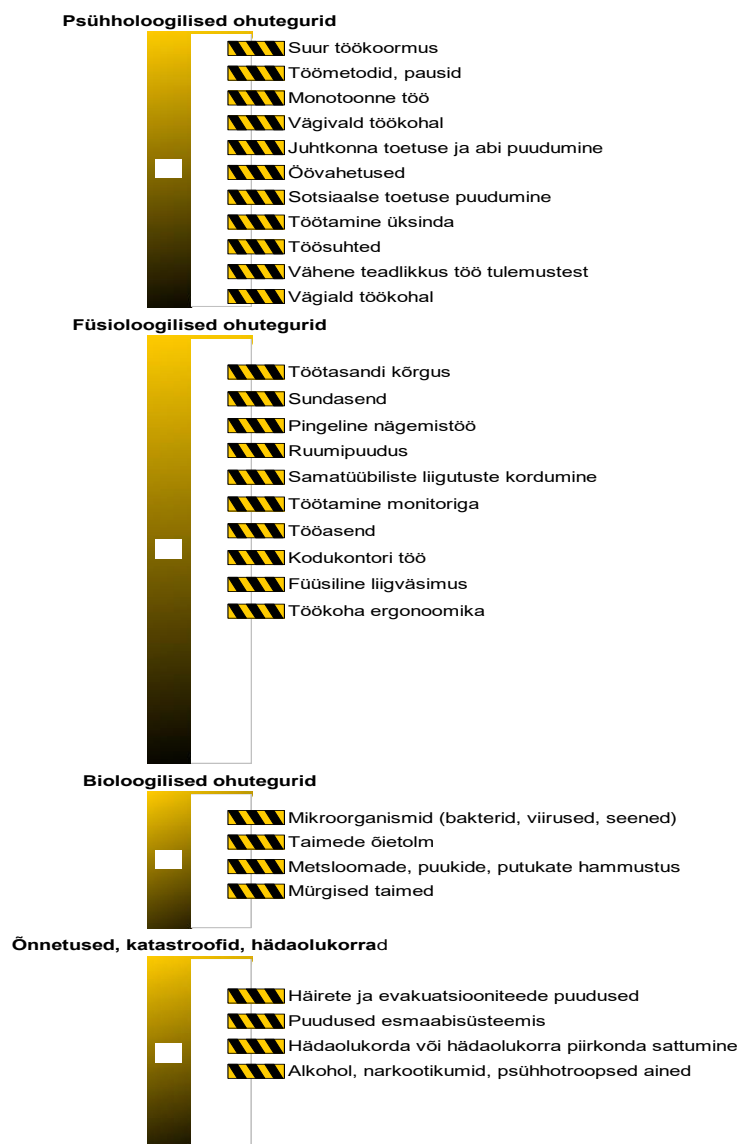 Psühholoogilised ohutegurid
Suur töökoormus
Töömetodid, pausid
Monotoonne töö
Vägivald töökohal
Juhtkonna toetuse ja abi puudumine
Öövahetused
Sotsiaalse toetuse puudumine
Töötamine üksinda
Töösuhted
Vähene teadlikkus töö tulemustest
Vägiald töökohal
Füsioloogilised ohutegurid
Töötasandi kõrgus
Sundasend
Pingeline nägemistöö
Ruumipuudus
Samatüübiliste liigutuste kordumine
Töötamine monitoriga
Tööasend
Kodukontori töö
Füüsiline liigväsimus
Töökoha ergonoomika
Bioloogilised ohutegurid
Mikroorganismid (bakterid, viirused, seened)
Taimede õietolm
Metsloomade, puukide, putukate hammustus
Mürgised taimed
Õnnetused, katastroofid, hädaolukorrad
Häirete ja evakuatsiooniteede puudused
Puudused esmaabisüsteemis
Hädaolukorda või hädaolukorra piirkonda sattumine
Alkohol, narkootikumid, psühhotroopsed ained